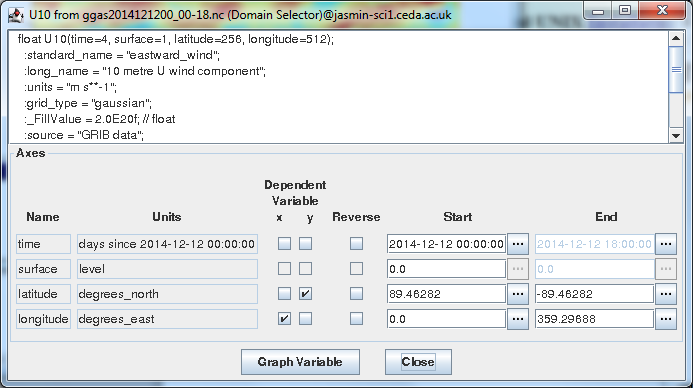 U10 from ggas2014121200_00-18.nc (Domain Selector)@jasmin-sci1.ceda.ac.uk
float U10(time=4, surface=1, latitude=256, longitude=512);
:standard_name = "eastward_wind";
:long_name = "10 metre U wind component";
:units = "m s**-1";
:grid_type = "gaussian";
:_FillValue = 2.0E20f; // float
:source = "GRIB data";
Axes
Dependent
Variable
Name Units x y Reverse Start End
time days since 2014-12-12 00:00:00 2014-12-12 00:00:00 ... 2014-12-12 18:00:00 ...
surface level 0.0 ... 0.0 ...
latitude degrees_north 89.46282 ... -89.46282 ...
longitude degrees_east 0.0 ... 359.29688 ...
Graph Variable Close